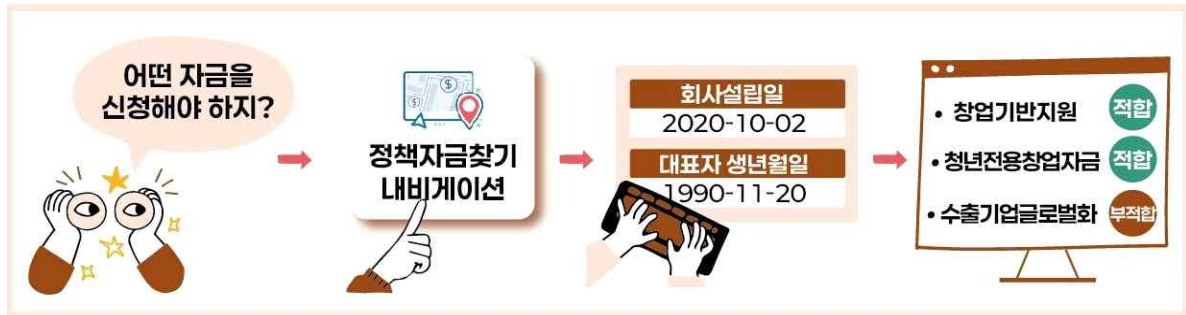 어떤 자금을
신청해야 하지?
정책자금찾기
내비게이션
회사설립일
2020-10-02
대표자 생년월일
1990-11-20
• 창업기반지원 적합
• 청년전용창업자금 적합
• 수출기업글로벌화 부적합